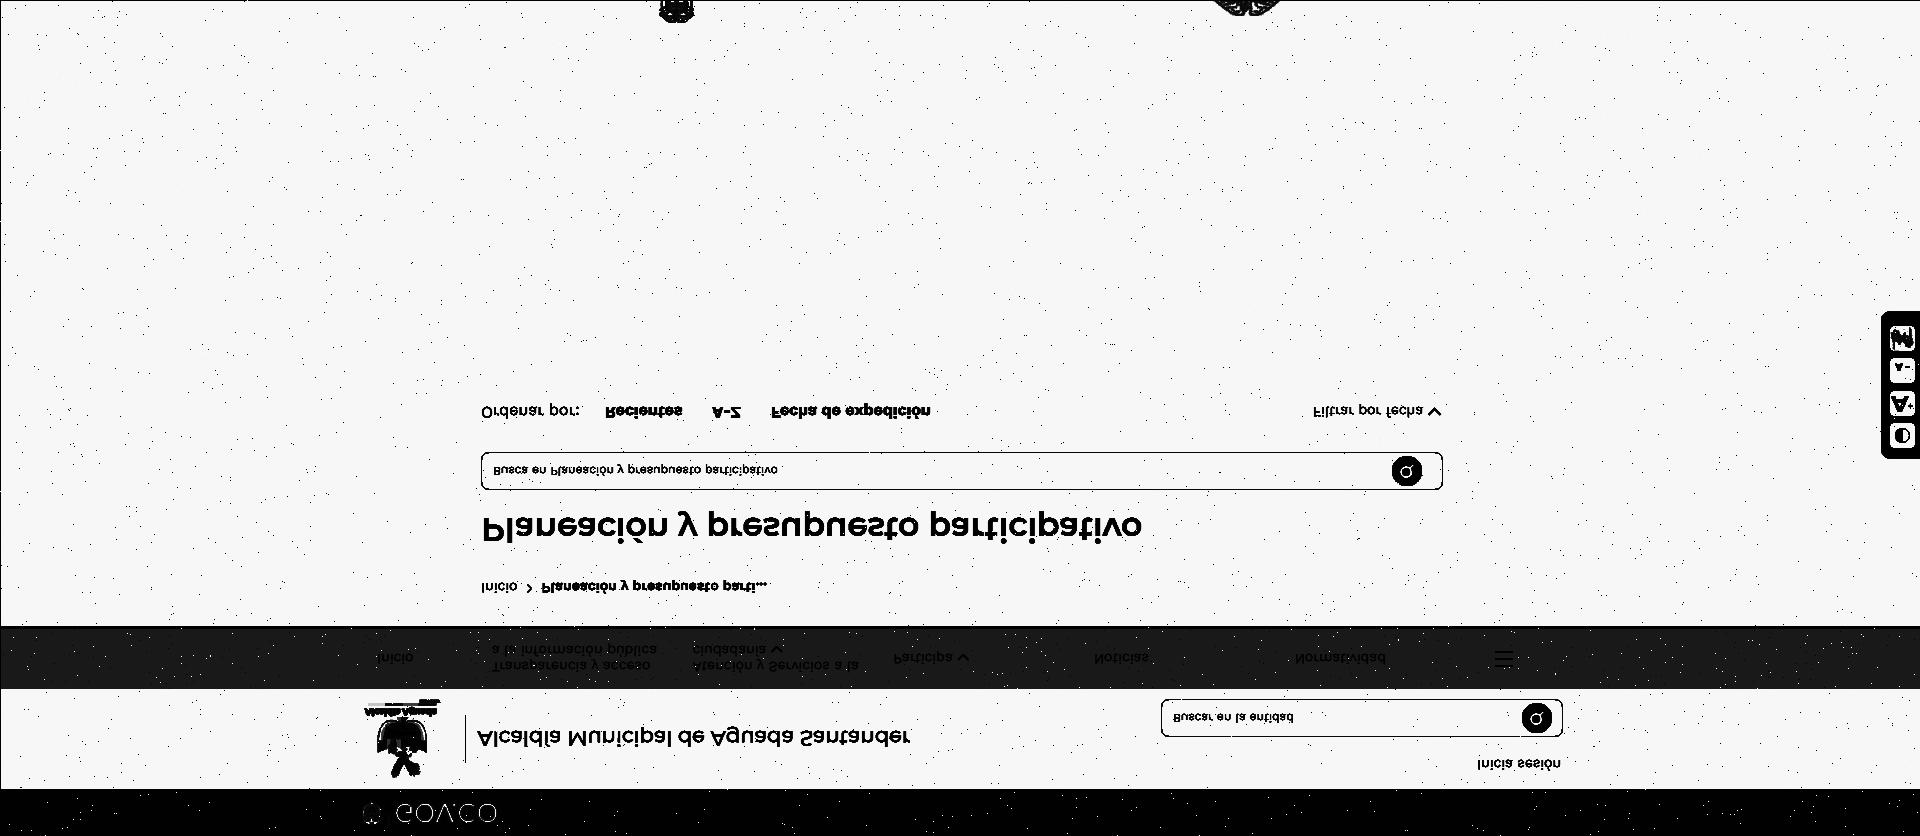 GOV.CO
Inicia sesión
Alcaldía Municipal de Aguada Santander
Buscar en la entidad
Alcaldía Aguada
Inicio
Transparencia y acceso
a la información pública
Atención y Servicios a la
ciudadanía
Participa
Noticias
Normatividad
Inicio > Planeación y presupuesto parti...
Planeación y presupuesto participativo
Busca en Planeación y presupuesto participativo
Ordenar por: Recientes A-Z Fecha de expedición Filtrar por fecha
A+
A-